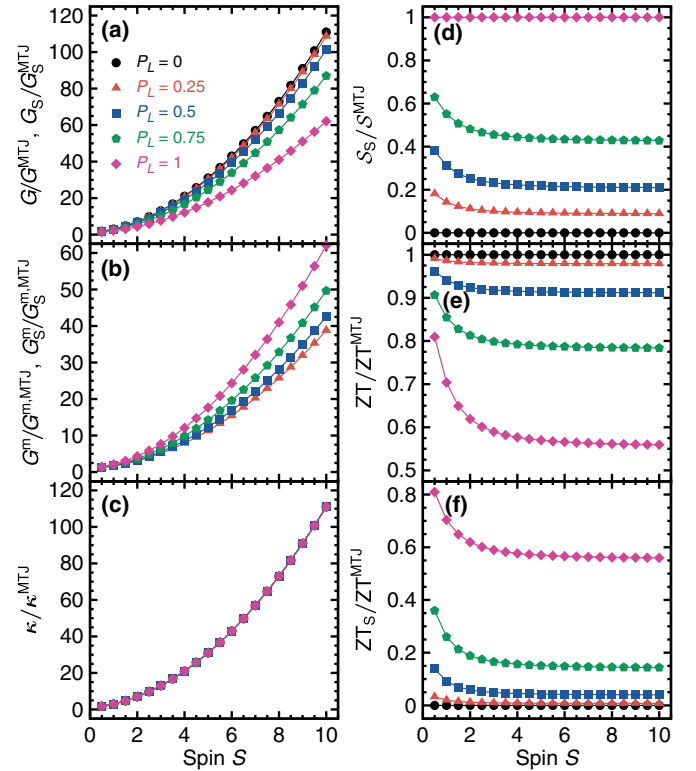 (a)
P_L = 0
P_L = 0.25
P_L = 0.5
P_L = 0.75
P_L = 1
G/G^MTJ , G_S/G_S^MTJ
120
100
80
60
40
20
0
(b)
G^m/G^m,MTJ , G_S^m/G_S^m,MTJ
60
50
40
30
20
10
0
(c)
κ/κ^MTJ
120
100
80
60
40
20
0
0 2 4 6 8 10
Spin S
(d)
S_S/S^MTJ
1
0.8
0.6
0.4
0.2
0
(e)
ZT/ZT^MTJ
1
0.9
0.8
0.7
0.6
0.5
(f)
ZT_S/ZT^MTJ
0.8
0.6
0.4
0.2
0
0 2 4 6 8 10
Spin S